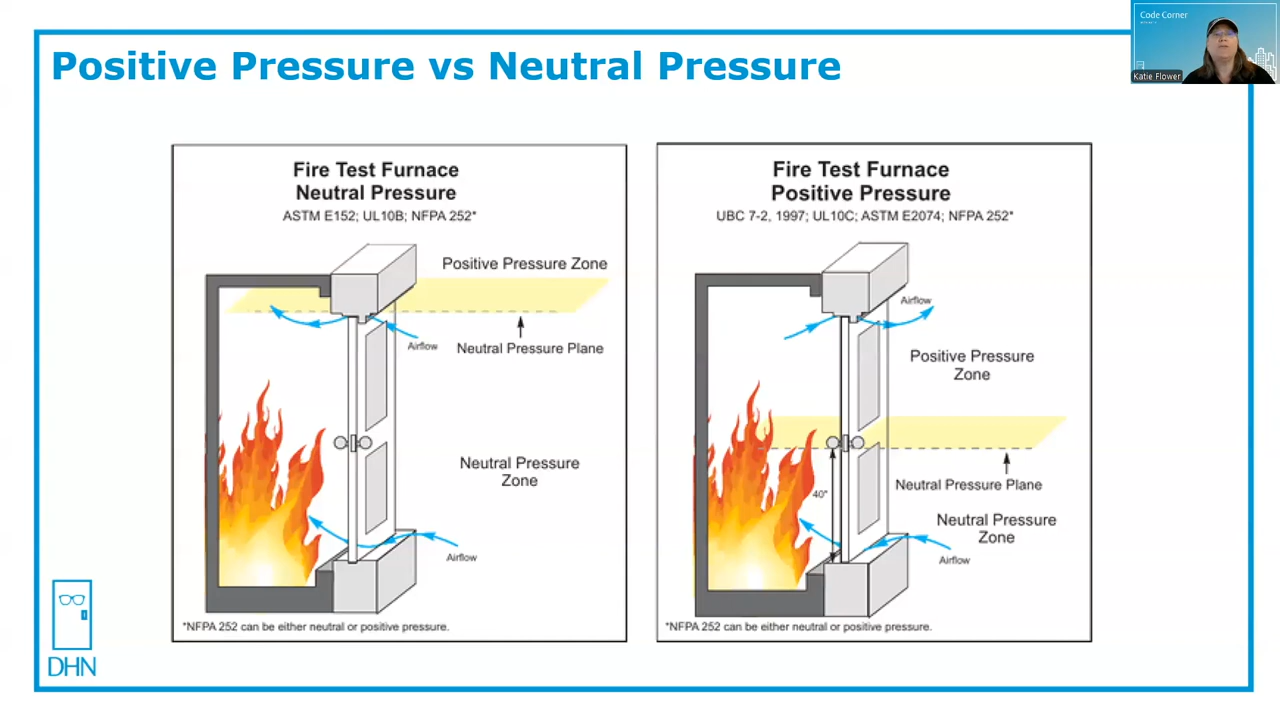 Positive Pressure vs Neutral Pressure
Code Corner
Katie Flower
Fire Test Furnace
Neutral Pressure
ASTM E152; UL10B; NFPA 252*
Positive Pressure Zone
Airflow
Neutral Pressure Plane
Neutral Pressure
Zone
Airflow
*NFPA 252 can be either neutral or positive pressure.
Fire Test Furnace
Positive Pressure
UBC 7-2, 1997; UL10C; ASTM E2074; NFPA 252*
Airflow
Positive Pressure
Zone
40"
Neutral Pressure Plane
Neutral Pressure
Zone
Airflow
*NFPA 252 can be either neutral or positive pressure.
DHN